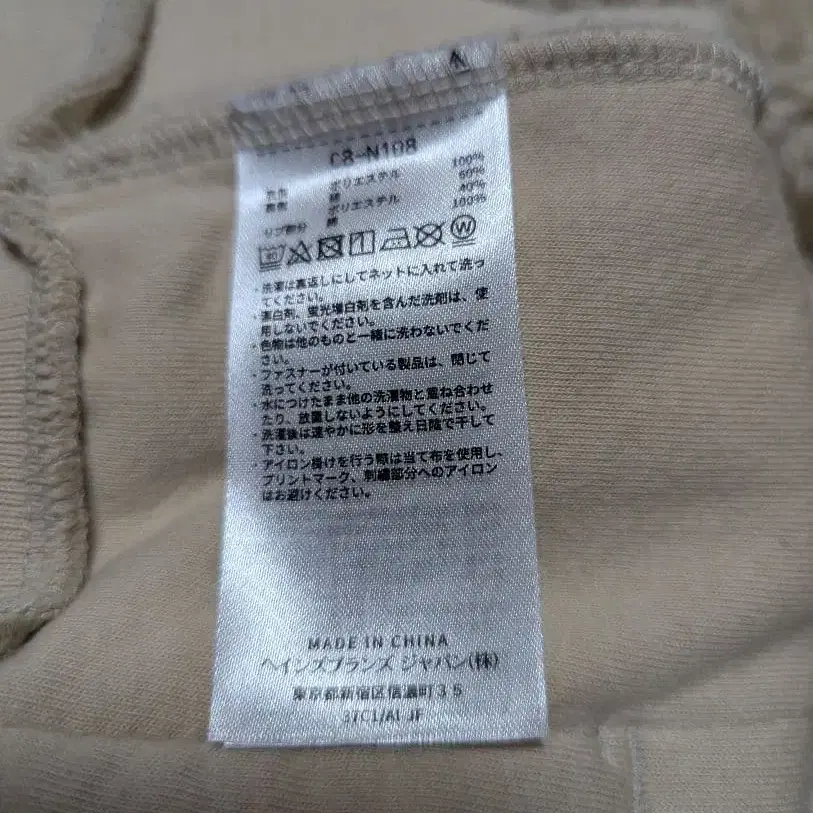 C8-N108
ポリエステル 100%
綿 60%
ポリエステル 40%
リブ部分 綿 100%
・洗濯は裏返しにしてネットに入れて洗っ
てください。
・漂白剤、蛍光増白剤を含んだ洗剤は、使
用しないでください。
・色物は他のものと一緒に洗わないでくだ
さい。
・ファスナーが付いている製品は、閉じて
洗ってください。
・水につけたまま他の洗濯物と重ね合わせ
たり、放置しないようにしてください。
・洗濯後は速やかに形を整え日陰で干して
下さい。
・アイロン掛けを行う際は当て布を使用し、
プリントマーク、刺繍部分へのアイロン
はお避けください。
MADE IN CHINA
ヘインズブランズ ジャパン(株)
東京都新宿区信濃町35
37C1/AI JF